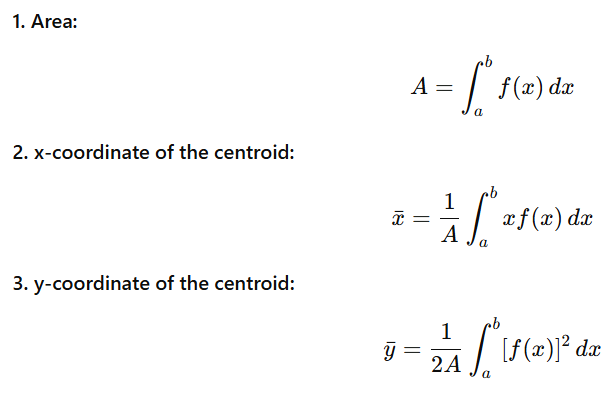 1. Area:
A = ∫_a^b f(x) dx
2. x-coordinate of the centroid:
x̄ = 1/A ∫_a^b x f(x) dx
3. y-coordinate of the centroid:
ȳ = 1/(2A) ∫_a^b [f(x)]² dx